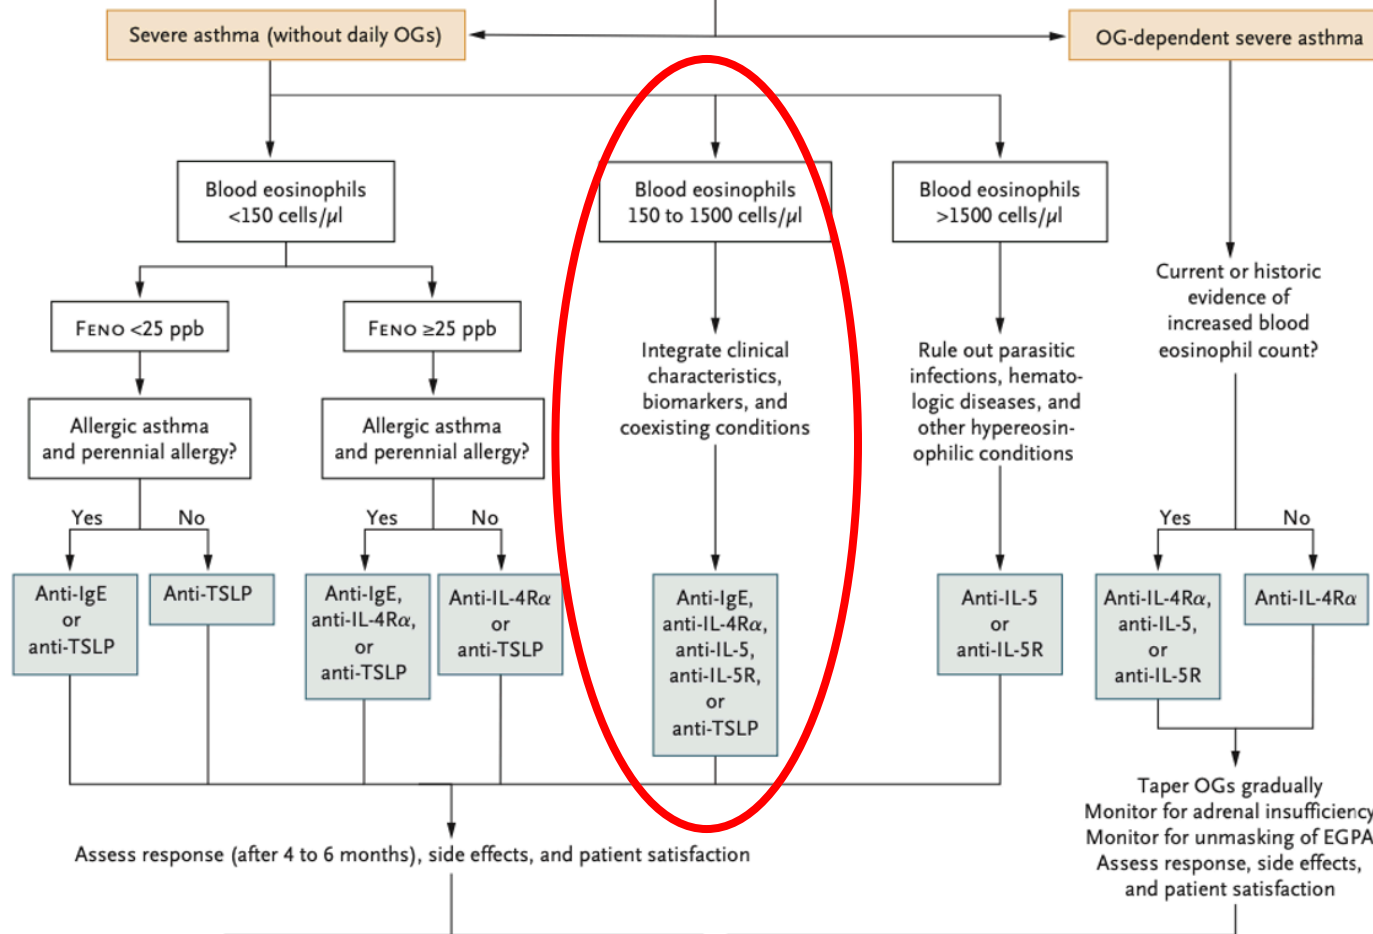 Severe asthma (without daily OGs)
OG-dependent severe asthma
Blood eosinophils
<150 cells/µl
Blood eosinophils
150 to 1500 cells/µl
Blood eosinophils
>1500 cells/µl
Current or historic
evidence of
increased blood
eosinophil count?
FENO <25 ppb
FENO ≥25 ppb
Integrate clinical
characteristics,
biomarkers, and
coexisting conditions
Rule out parasitic
infections, hemato-
logic diseases, and
other hypereosin-
ophilic conditions
Allergic asthma
and perennial allergy?
Allergic asthma
and perennial allergy?
Yes
No
Yes
No
Yes
No
Anti-IgE
or
anti-TSLP
Anti-TSLP
Anti-IgE,
anti-IL-4Rα,
or
anti-TSLP
Anti-IL-4Rα
or
anti-TSLP
Anti-IgE,
anti-IL-4Rα,
anti-IL-5,
anti-IL-5R,
or
anti-TSLP
Anti-IL-5
or
anti-IL-5R
Anti-IL-4Rα,
anti-IL-5,
or
anti-IL-5R
Anti-IL-4Rα
Assess response (after 4 to 6 months), side effects, and patient satisfaction
Taper OGs gradually
Monitor for adrenal insufficiency
Monitor for unmasking of EGPA
Assess response, side effects,
and patient satisfaction